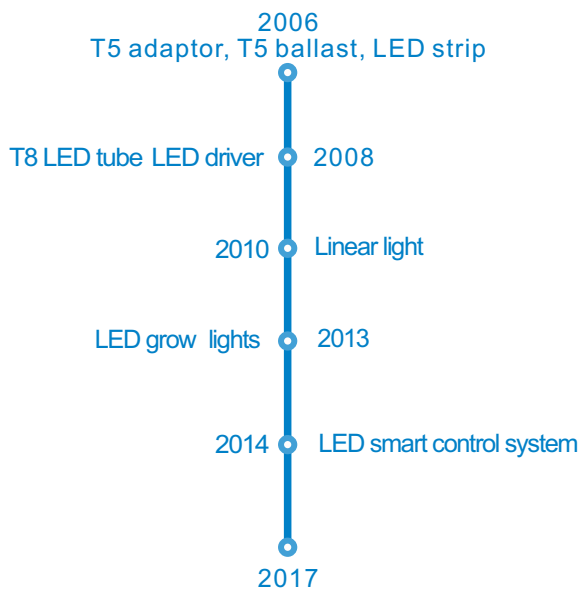 2006
T5 adaptor, T5 ballast, LED strip
T8 LED tube LED driver 2008
2010 Linear light
LED grow lights 2013
2014 LED smart control system
2017